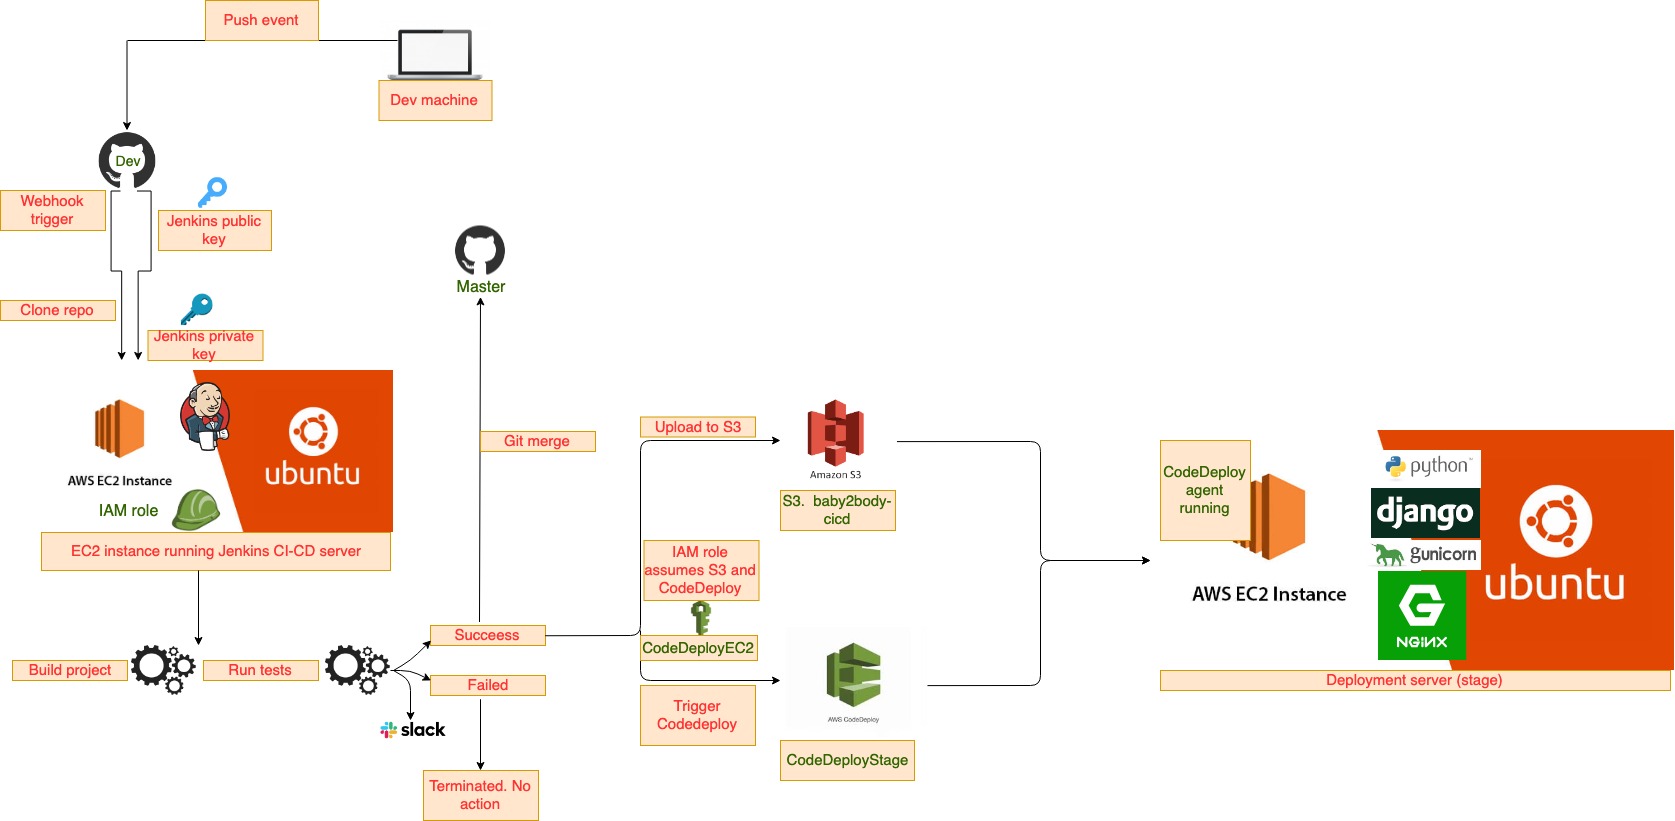 Push event
Dev machine
Dev
Webhook
trigger
Jenkins public
key
Clone repo
Jenkins private
key
Master
Git merge
AWS EC2 Instance
IAM role
ubuntu
EC2 instance running Jenkins CI-CD server
Build project
Run tests
Succeess
Failed
slack
Terminated. No
action
Upload to S3
Amazon S3
S3. baby2body-
cicd
IAM role
assumes S3 and
CodeDeploy
CodeDeployEC2
Trigger
Codedeploy
AWS CodeDeploy
CodeDeployStage
CodeDeploy
agent
running
AWS EC2 Instance
python™
django
gunicorn
NGINX
ubuntu
Deployment server (stage)